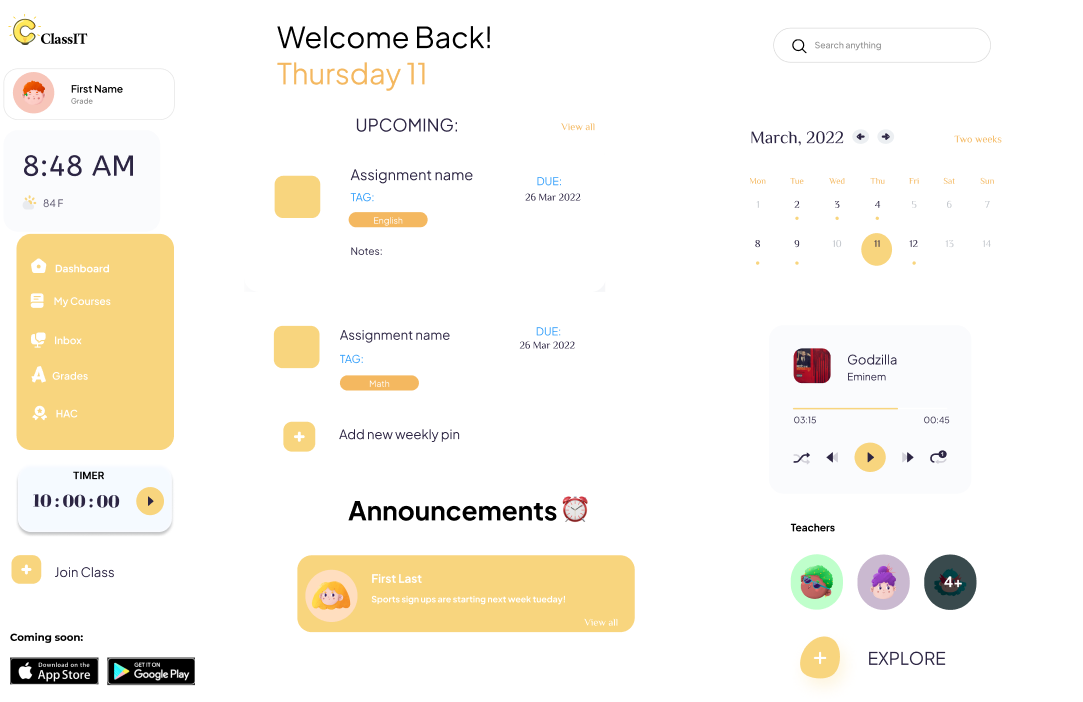 ClassIT
First Name
Grade
8:48 AM
84 F
Dashboard
My Courses
Inbox
Grades
HAC
TIMER
10:00:00
Join Class
Coming soon:
Download on the
App Store
GET IT ON
Google Play
Welcome Back!
Thursday 11
UPCOMING:
View all
Assignment name
DUE:
TAG:
26 Mar 2022
English
Notes:
Assignment name
DUE:
26 Mar 2022
TAG:
Math
Add new weekly pin
Announcements
First Last
Sports sign ups are starting next week tueday!
View all
Search anything
March, 2022
Two weeks
Mon Tue Wed Thu Fri Sat Sun
1 2 3 4 5 6 7
8 9 10 11 12 13 14
Godzilla
Eminem
03:15 00:45
1
Teachers
4+
EXPLORE